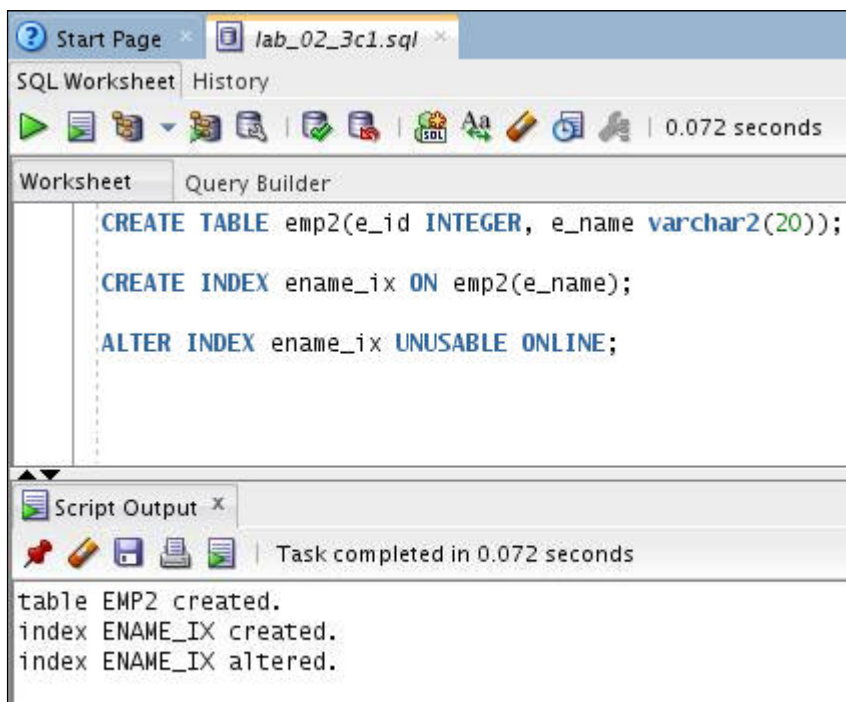 Start Page
lab_02_3c1.sql
SQL Worksheet History
SQL Aa 0.072 seconds
Worksheet Query Builder
CREATE TABLE emp2(e_id INTEGER, e_name varchar2(20));
CREATE INDEX ename_ix ON emp2(e_name);
ALTER INDEX ename_ix UNUSABLE ONLINE;
Script Output
Task completed in 0.072 seconds
table EMP2 created.
index ENAME_IX created.
index ENAME_IX altered.